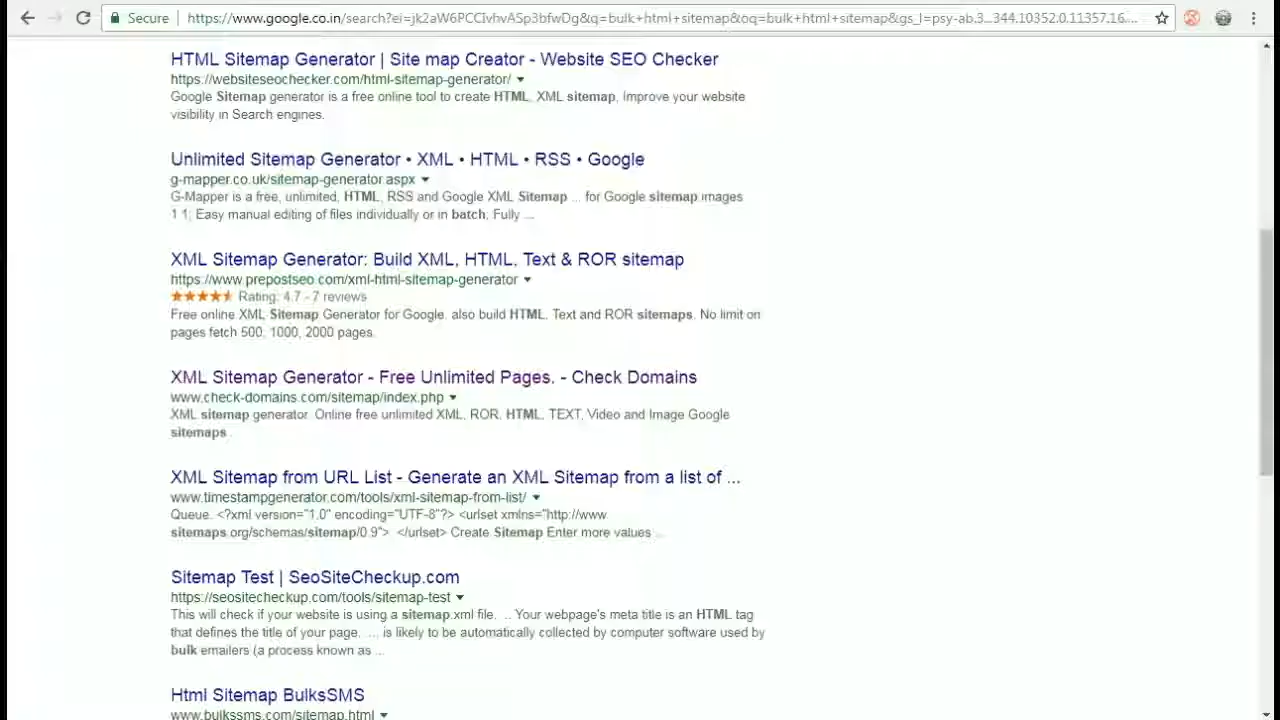 Secure https://www.google.co.in/search?ei=jk2aW6PCCIvhvASp3bfwDg&q=bulk+html+sitemap&oq=bulk+html+sitemap&gs_l=psy-ab.3...344.10352.0.11357.16....
HTML Sitemap Generator | Site map Creator - Website SEO Checker
https://websiteseochecker.com/html-sitemap-generator/
Google Sitemap generator is a free online tool to create HTML, XML sitemap, Improve your website
visibility in Search engines.
Unlimited Sitemap Generator • XML • HTML • RSS • Google
g-mapper.co.uk/sitemap-generator.aspx
G-Mapper is a free, unlimited, HTML, RSS and Google XML Sitemap ... for Google sitemap images
1.1; Easy manual editing of files individually or in batch; Fully ...
XML Sitemap Generator: Build XML, HTML, Text & ROR sitemap
https://www.prepostseo.com/xml-html-sitemap-generator
Rating: 4.7 - 7 reviews
Free online XML Sitemap Generator for Google. also build HTML, Text and ROR sitemaps. No limit on
pages fetch 500, 1000, 2000 pages.
XML Sitemap Generator - Free Unlimited Pages. - Check Domains
www.check-domains.com/sitemap/index.php
XML sitemap generator. Online free unlimited XML, ROR, HTML, TEXT, Video and Image Google
sitemaps.
XML Sitemap from URL List - Generate an XML Sitemap from a list of ...
www.timestampgenerator.com/tools/xml-sitemap-from-list/
Queue. <?xml version="1.0" encoding="UTF-8"?> <urlset xmlns="http://www.
sitemaps.org/schemas/sitemap/0.9"> </urlset> Create Sitemap Enter more values ...
Sitemap Test | SeoSiteCheckup.com
https://seositecheckup.com/tools/sitemap-test
This will check if your website is using a sitemap.xml file. ... Your webpage's meta title is an HTML tag
that defines the title of your page. ... is likely to be automatically collected by computer software used by
bulk emailers (a process known as ...
Html Sitemap BulksSMS
www.bulkssms.com/sitemap.html